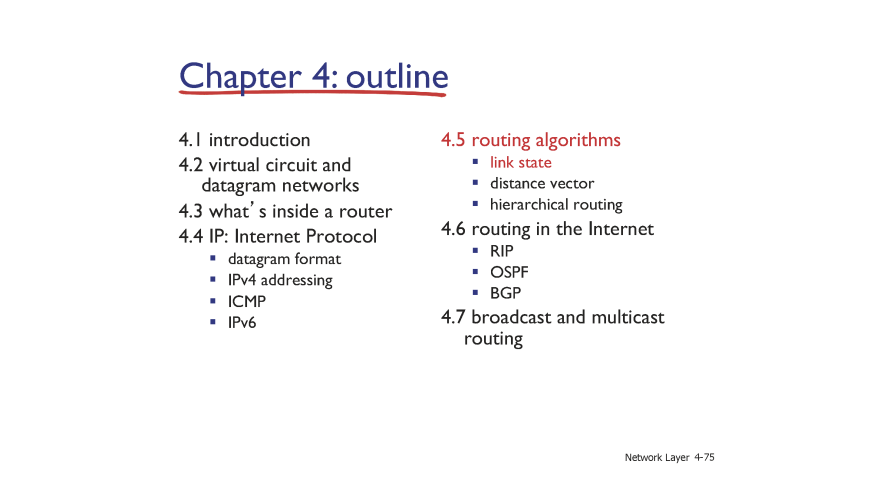 Chapter 4: outline
4.1 introduction
4.2 virtual circuit and
datagram networks
4.3 what’s inside a router
4.4 IP: Internet Protocol
▪ datagram format
▪ IPv4 addressing
▪ ICMP
▪ IPv6
4.5 routing algorithms
▪ link state
▪ distance vector
▪ hierarchical routing
4.6 routing in the Internet
▪ RIP
▪ OSPF
▪ BGP
4.7 broadcast and multicast
routing
Network Layer 4-75